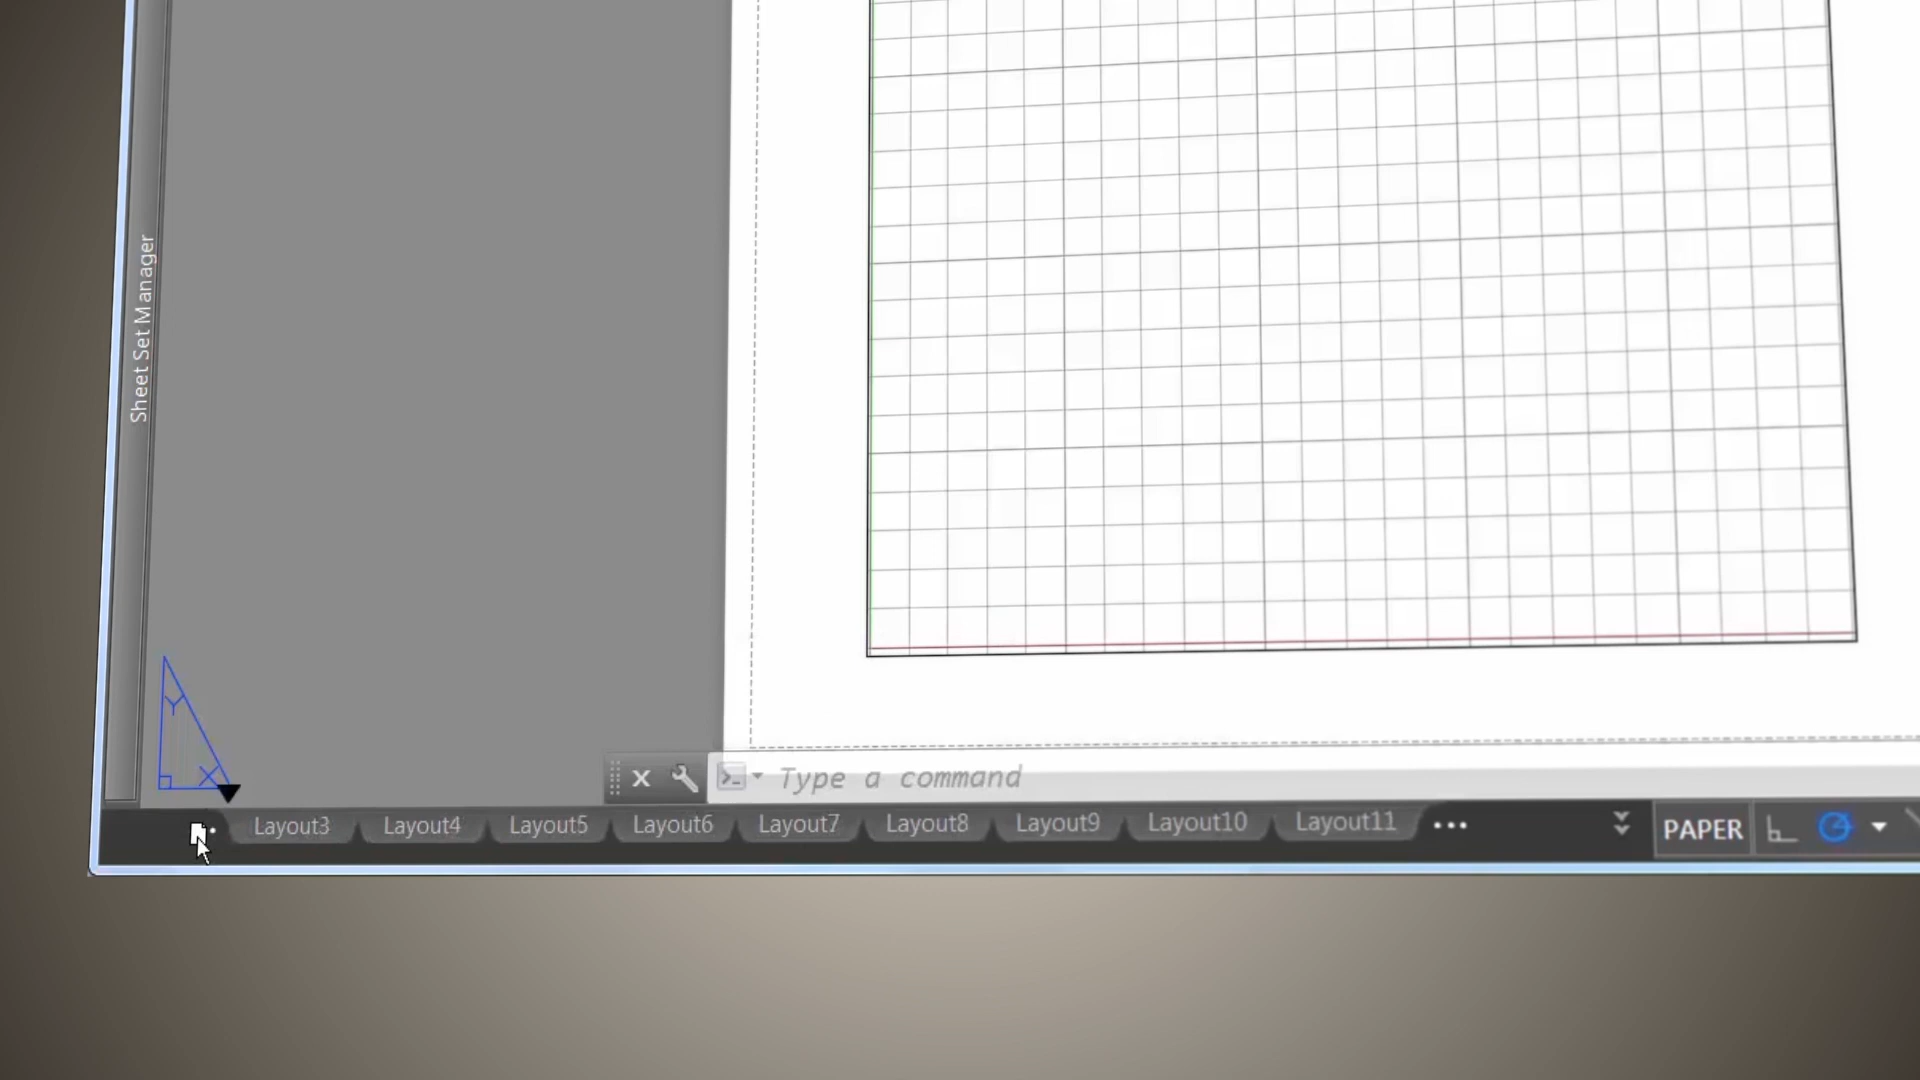 Sheet Set Manager
Y
X
Type a command
Layout3 Layout4 Layout5 Layout6 Layout7 Layout8 Layout9 Layout10 Layout11 ••• PAPER